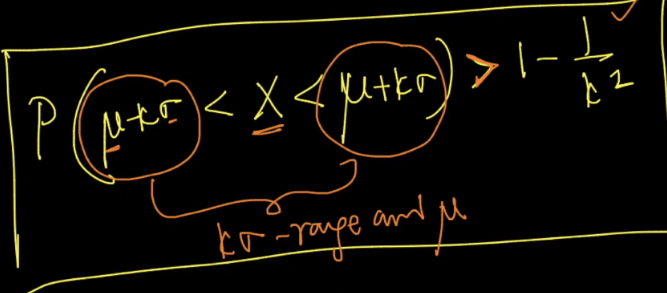 P(μ-kσ < X < μ+kσ) > 1 - 1/k²
kσ-range and μ